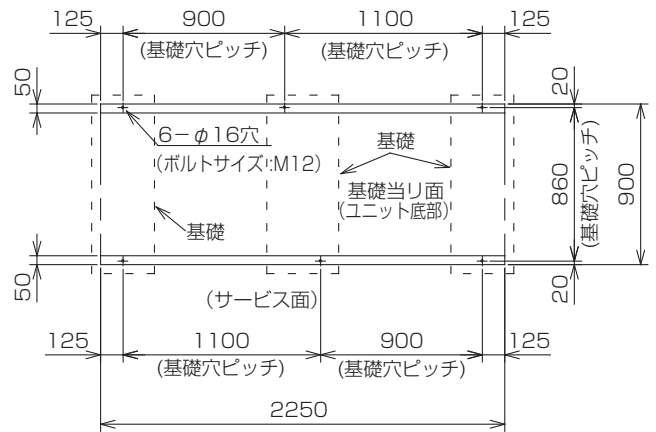 125 900 1100 125
(基礎穴ピッチ) (基礎穴ピッチ)
50 20
6-φ16穴
(ボルトサイズ:M12)
基礎
基礎当リ面
(ユニット底部)
860
(基礎穴ピッチ)
900
基礎
50 20
(サービス面)
125 1100 900 125
(基礎穴ピッチ) (基礎穴ピッチ)
2250